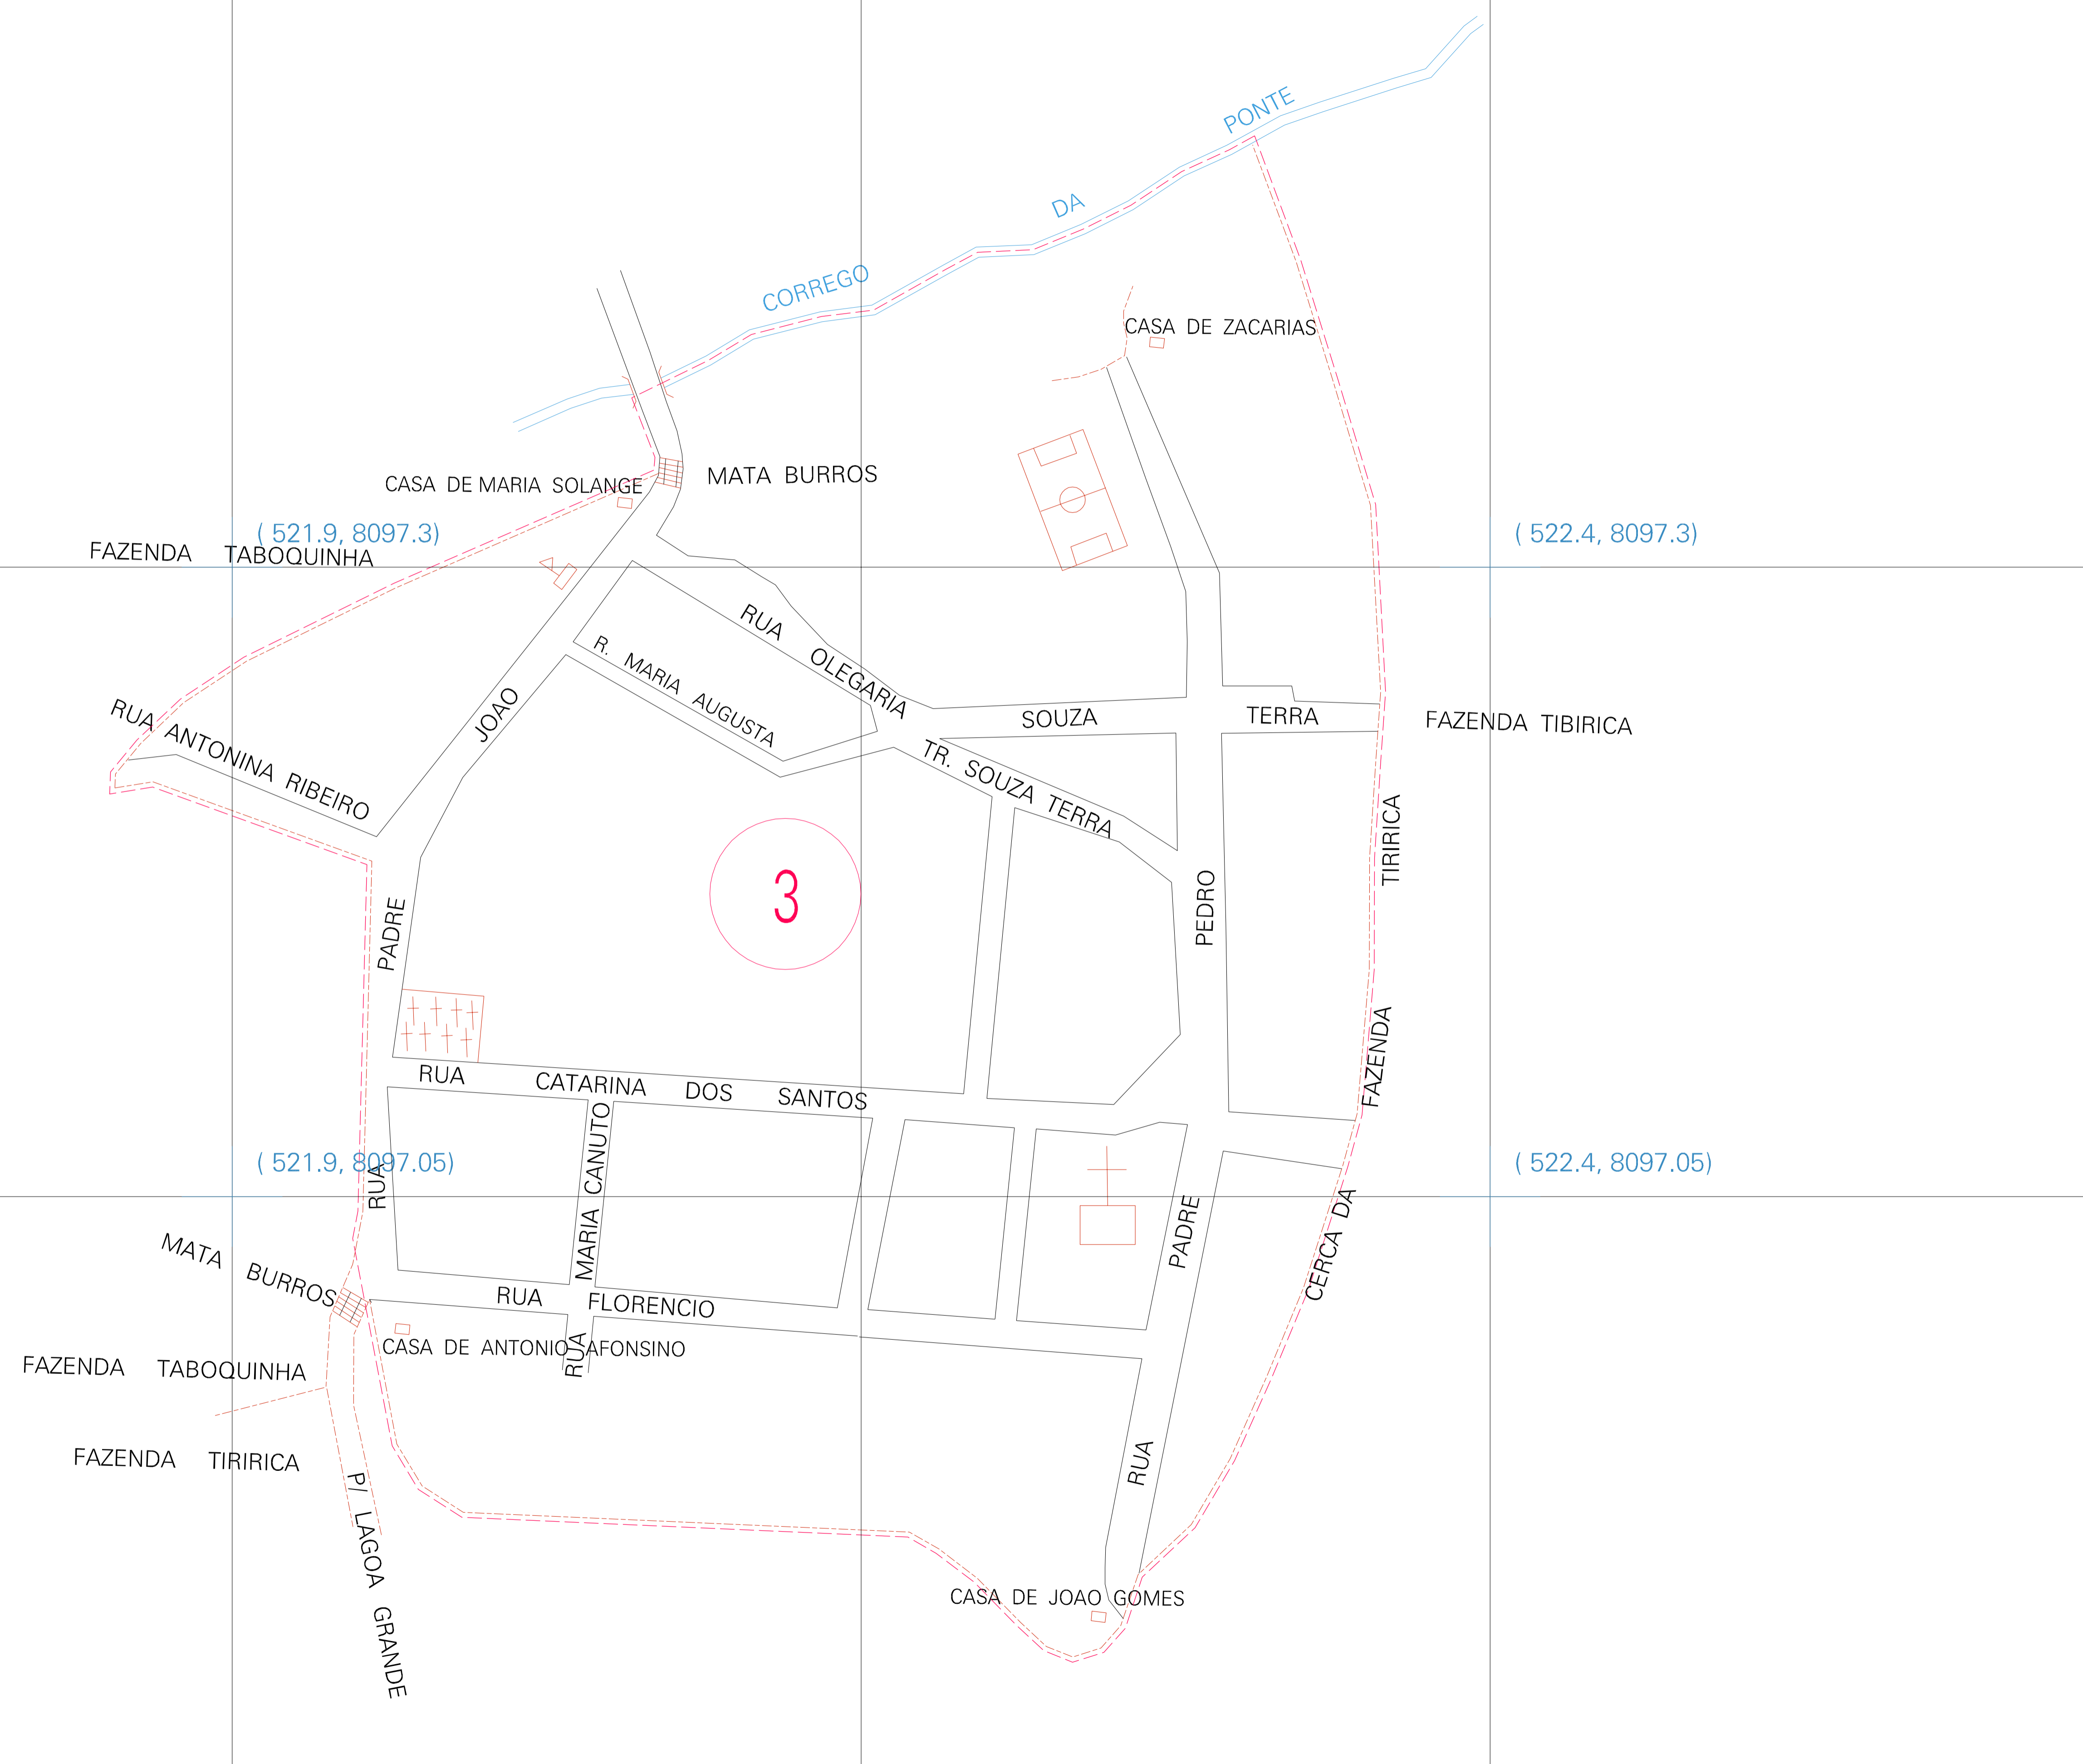 PONTE
DA
CORREGO
CASA DE ZACARIAS
MATA BURROS
CASA DE MARIA SOLANGE
( 521.9, 8097.3)
( 522.4, 8097.3)
FAZENDA TABOQUINHA
RUA OLEGARIA SOUZA TERRA
R. MARIA AUGUSTA
FAZENDA TIBIRICA
RUA ANTONINA RIBEIRO
TR. SOUZA TERRA
RUA PADRE JOAO
3
RUA PADRE PEDRO
CERCA DA FAZENDA TIRIRICA
RUA CATARINA DOS SANTOS
RUA MARIA CANUTO
( 521.9, 8097.05)
( 522.4, 8097.05)
MATA BURROS
RUA FLORENCIO
CASA DE ANTONIO AFONSINO
FAZENDA TABOQUINHA
FAZENDA TIRIRICA
P/ LAGOA GRANDE
CASA DE JOAO GOMES